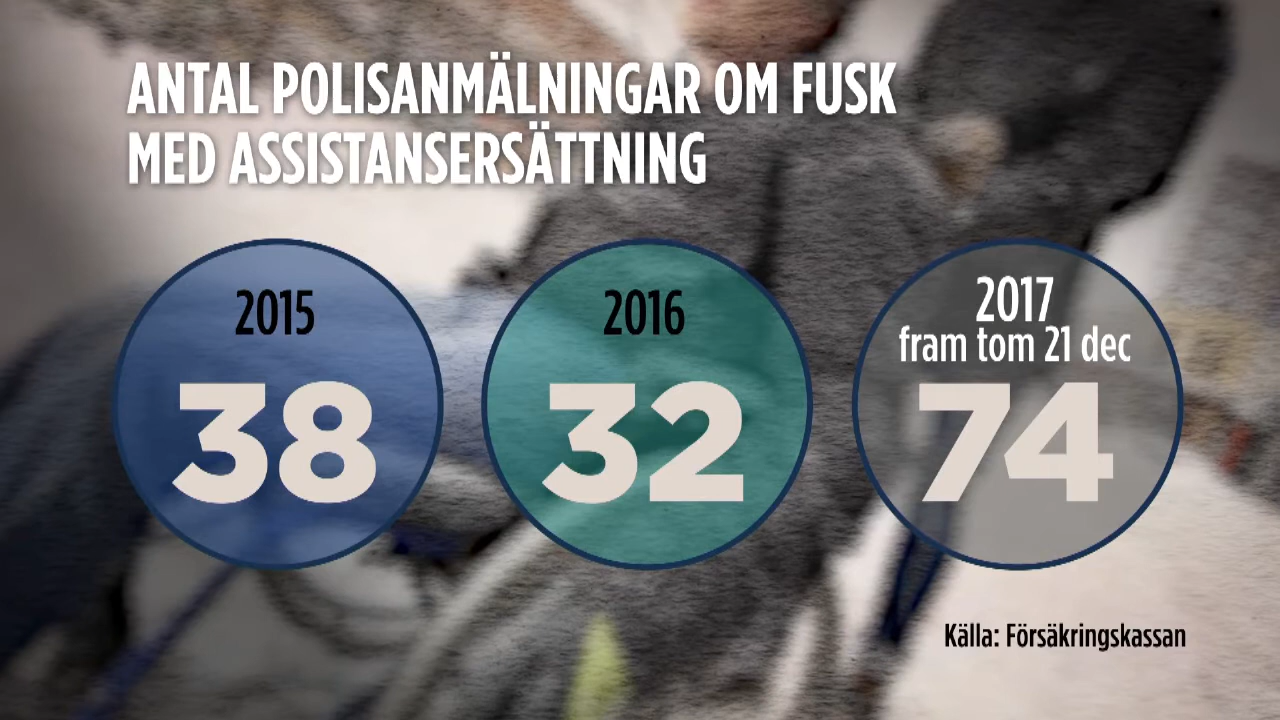 ANTAL POLISANMÄLNINGAR OM FUSK
MED ASSISTANSERSÄTTNING
2015
38
2016
32
2017
fram tom 21 dec
74
Källa: Försäkringskassan